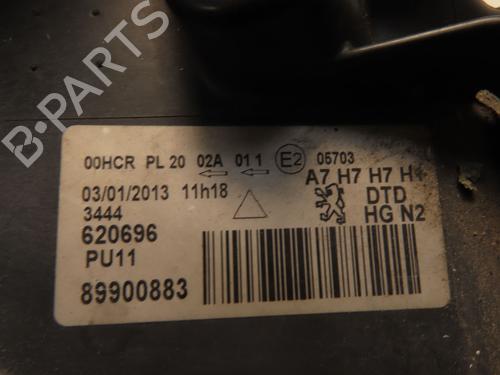 00HCR PL 20 02A 01 1 E2 05703
A7 H7 H7 H1
03/01/2013 11h18
DTD
3444
HG N2
620696
PU11
89900883
B-PARTS